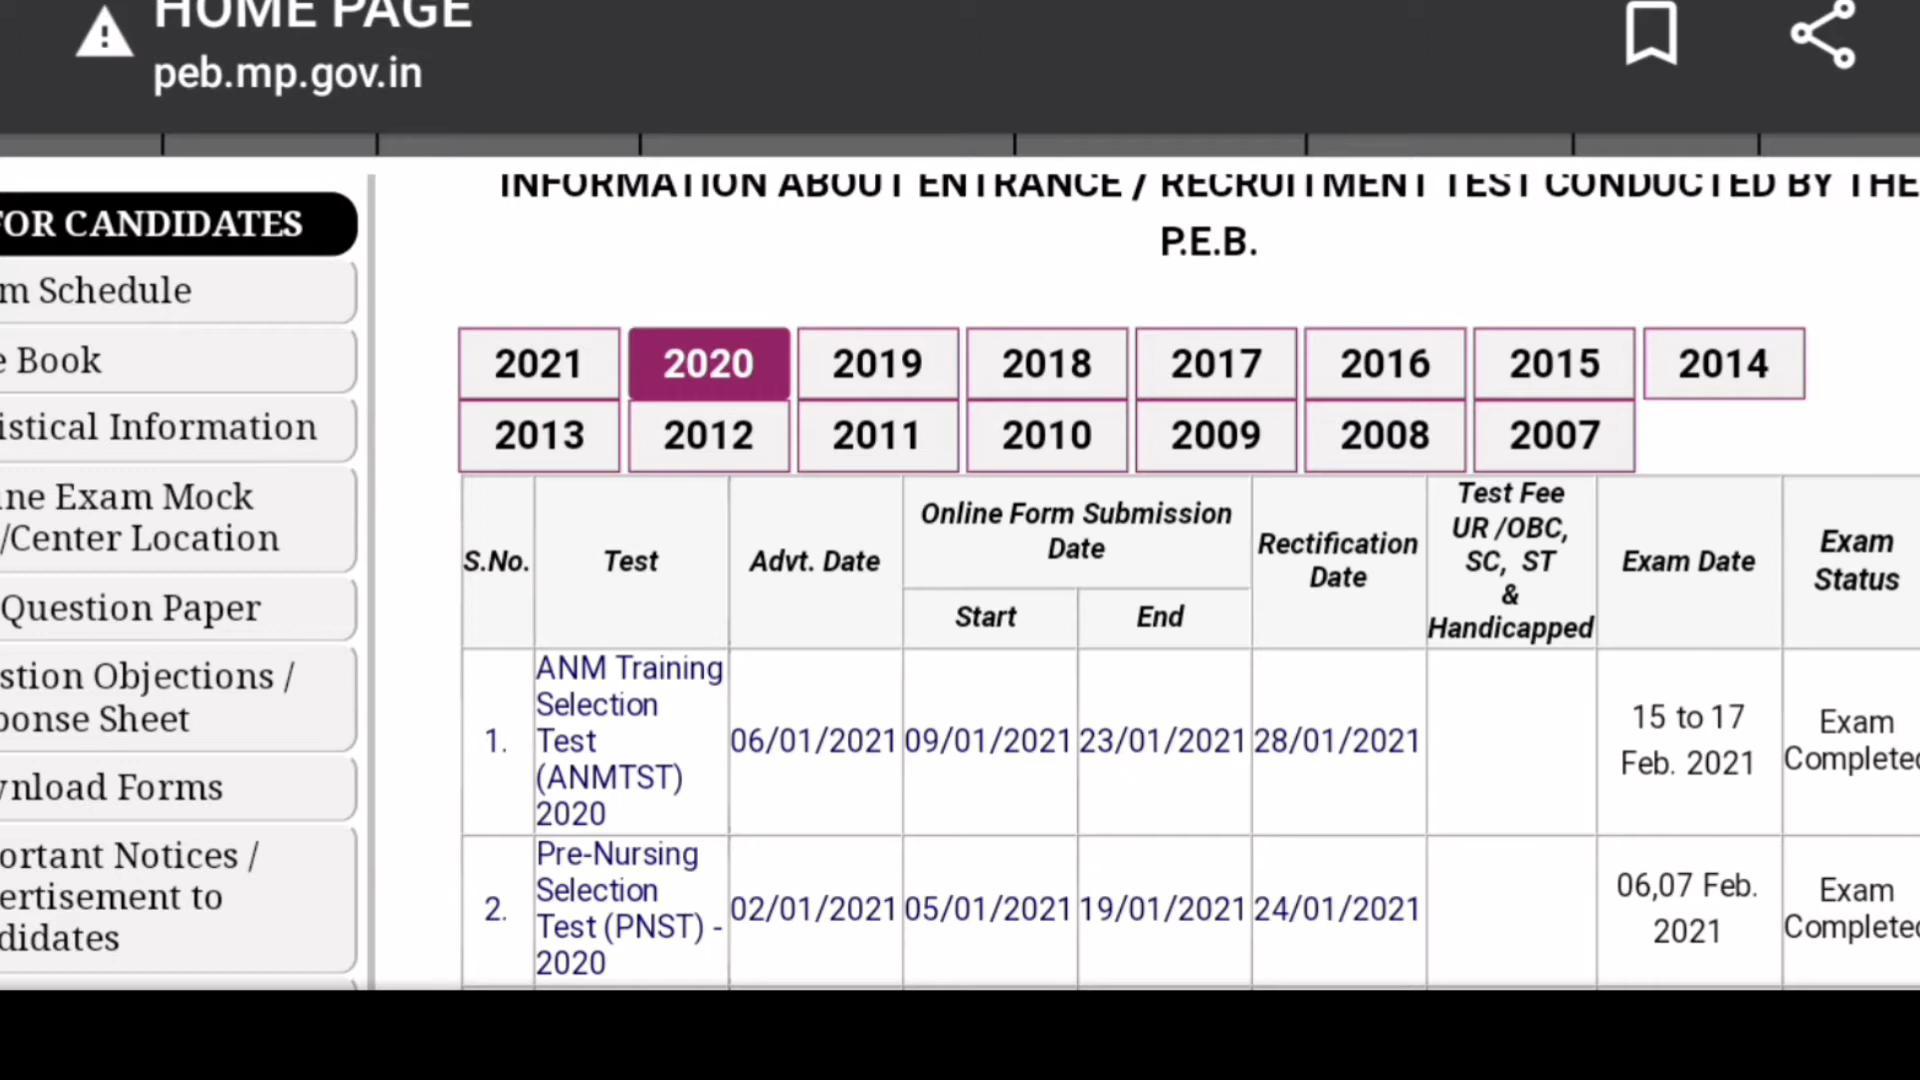 HOME PAGE
peb.mp.gov.in
INFORMATION ABOUT ENTRANCE / RECRUITMENT TEST CONDUCTED BY THE
P.E.B.
FOR CANDIDATES
m Schedule
e Book
istical Information
ine Exam Mock
/Center Location
Question Paper
stion Objections /
ponse Sheet
wnload Forms
ortant Notices /
ertisement to
didates
2021 2020 2019 2018 2017 2016 2015 2014
2013 2012 2011 2010 2009 2008 2007
S.No.
Test
Advt. Date
Online Form Submission
Date
Start
End
Rectification
Date
Test Fee
UR /OBC,
SC, ST
&
Handicapped
Exam Date
Exam
Status
1.
ANM Training
Selection
Test
(ANMTST)
2020
06/01/2021
09/01/2021
23/01/2021
28/01/2021
15 to 17
Feb. 2021
Exam
Completed
2.
Pre-Nursing
Selection
Test (PNST) -
2020
02/01/2021
05/01/2021
19/01/2021
24/01/2021
06,07 Feb.
2021
Exam
Completed